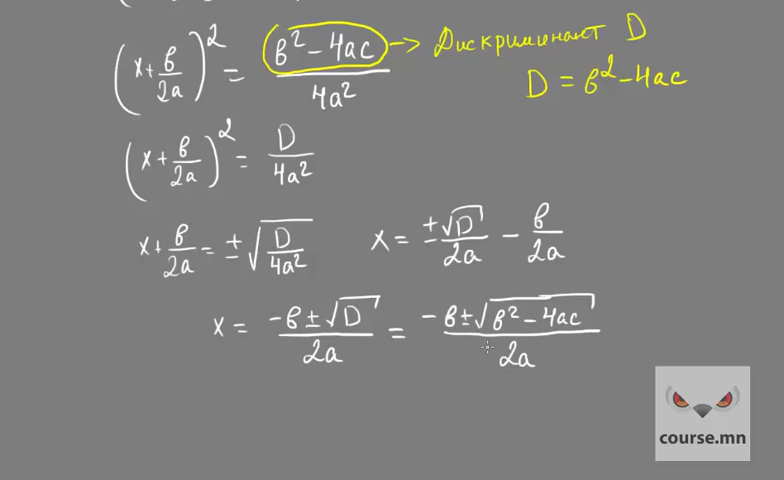 (x + в/2a)² = (в² - 4ac)/4a² → Дискриминант D
D = в² - 4ac
(x + в/2a)² = D/4a²
x + в/2a = ± √(D/4a²)    x = ±√D/2a - в/2a
x = (-в ± √D)/2a = (-в ± √(в² - 4ac))/2a
course.mn